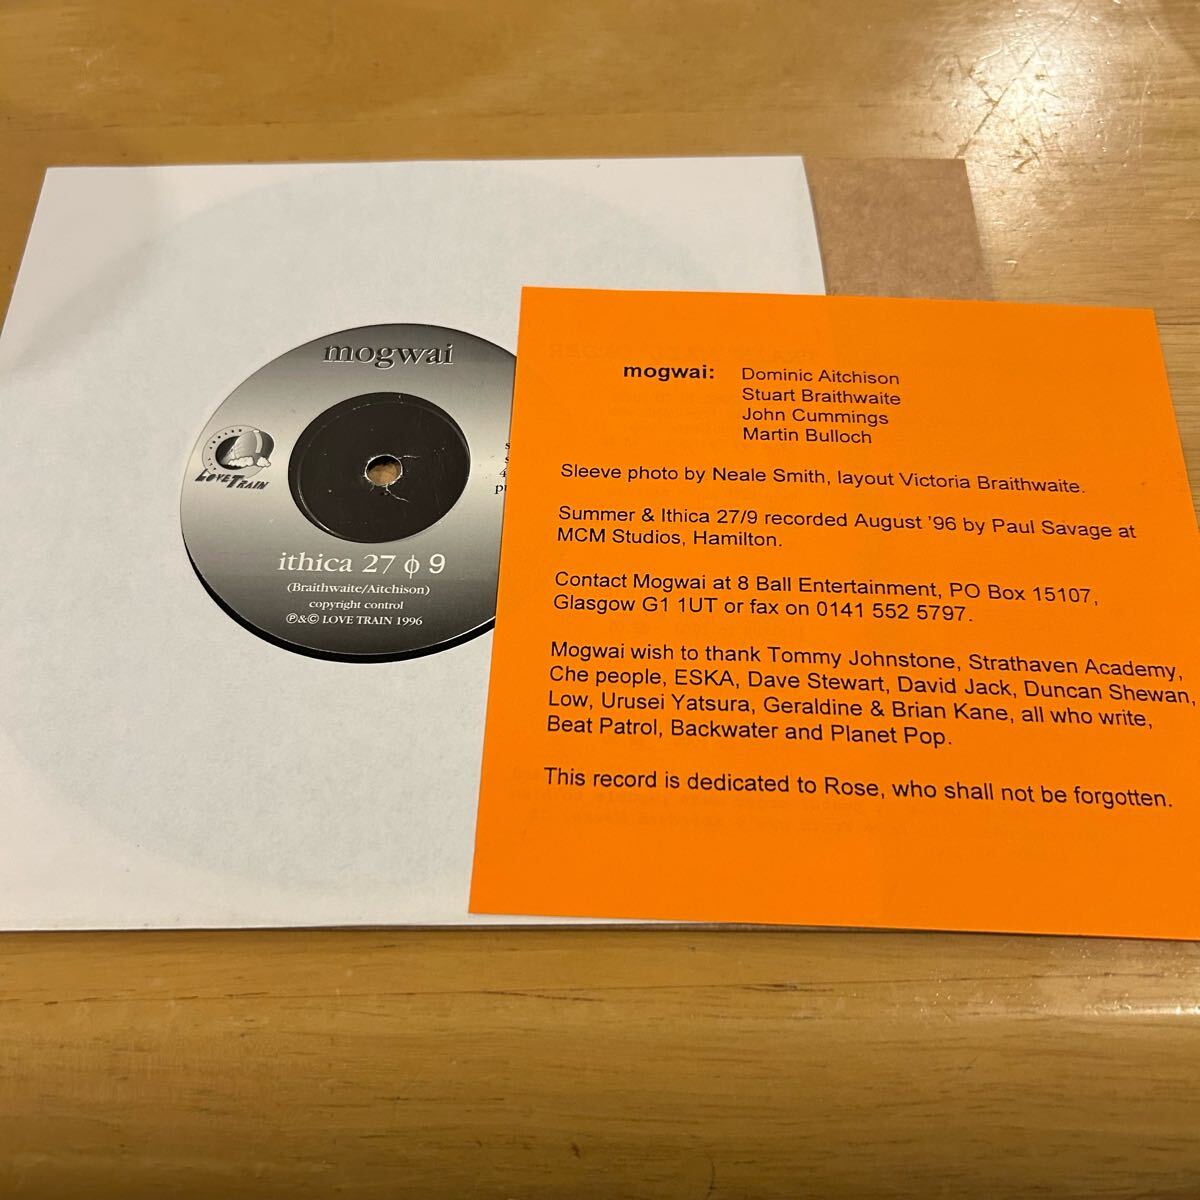 mogwai
LOVE TRAIN
ithica 27 ϕ 9
(Braithwaite/Aitchison)
copyright control
℗&© LOVE TRAIN 1996
mogwai: Dominic Aitchison
Stuart Braithwaite
John Cummings
Martin Bulloch
Sleeve photo by Neale Smith, layout Victoria Braithwaite.
Summer & Ithica 27/9 recorded August '96 by Paul Savage at
MCM Studios, Hamilton.
Contact Mogwai at 8 Ball Entertainment, PO Box 15107,
Glasgow G1 1UT or fax on 0141 552 5797.
Mogwai wish to thank Tommy Johnstone, Strathaven Academy,
Che people, ESKA, Dave Stewart, David Jack, Duncan Shewan,
Low, Urusei Yatsura, Geraldine & Brian Kane, all who write,
Beat Patrol, Backwater and Planet Pop.
This record is dedicated to Rose, who shall not be forgotten.